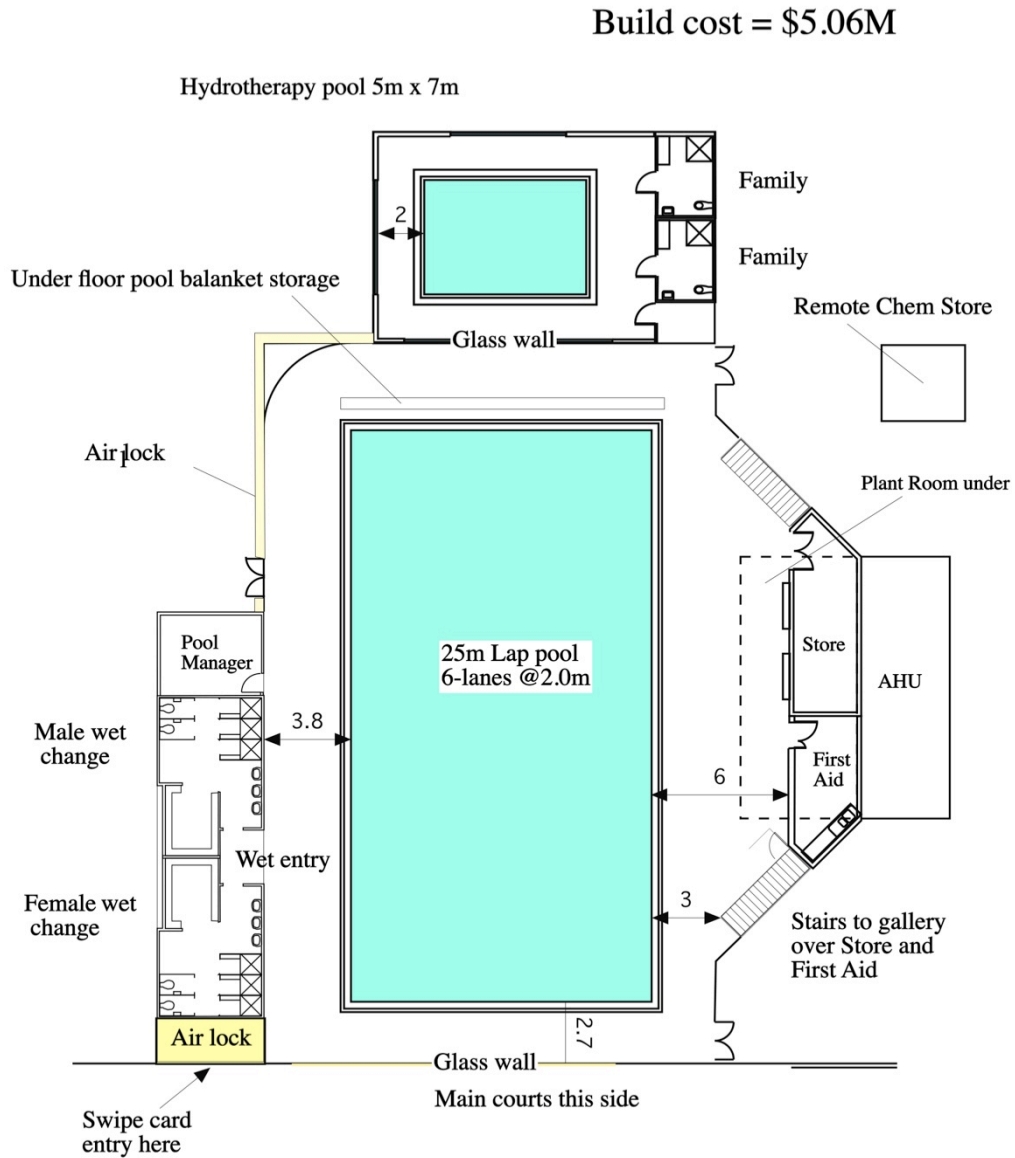 Build cost = $5.06M
Hydrotherapy pool 5m x 7m
Family
2
Family
Under floor pool balanket storage
Remote Chem Store
Glass wall
Air lock
1
Plant Room under
Pool
Manager
25m Lap pool
6-lanes @2.0m
Store
AHU
Male wet
change
3.8
First
Aid
6
Wet entry
Female wet
change
3
Stairs to gallery
over Store and
First Aid
Air lock
2.7
Glass wall
Main courts this side
Swipe card
entry here